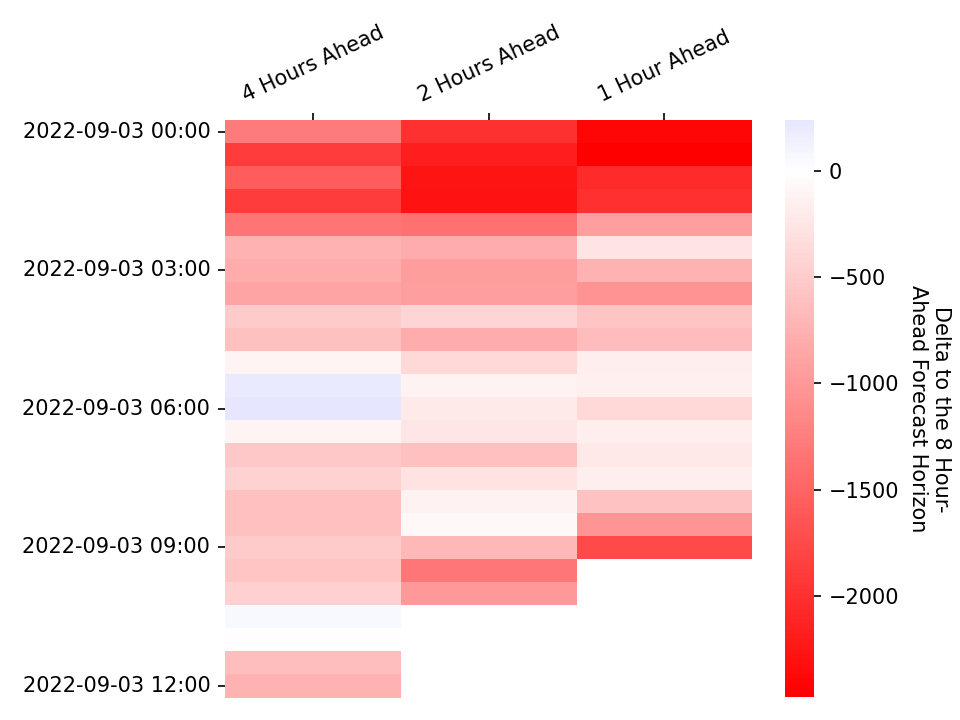 4 Hours Ahead
2 Hours Ahead
1 Hour Ahead
2022-09-03 00:00
2022-09-03 03:00
2022-09-03 06:00
2022-09-03 09:00
2022-09-03 12:00
0
−500
−1000
−1500
−2000
Delta to the 8 Hour-
Ahead Forecast Horizon